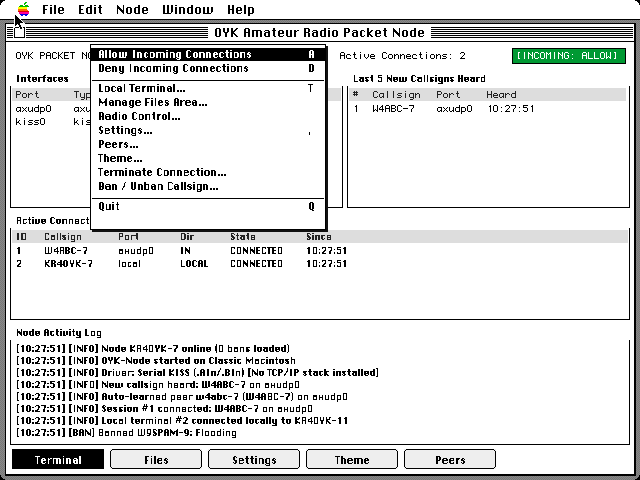 File Edit Node Window Help
OYK Amateur Radio Packet Node
OYK PACKET NO
Active Connections: 2
[INCOMING: ALLOW]
Allow Incoming Connections A
Deny Incoming Connections D
Local Terminal... T
Manage Files Area...
Radio Control...
Settings... ,
Peers...
Theme...
Terminate Connection...
Ban / Unban Callsign...
Quit Q
Interfaces
Port Typ
axudp0 axu
kiss0 kis
Last 5 New Callsigns Heard
# Callsign Port Heard
1 W4ABC-7 axudp0 10:27:51
Active Connect
ID Callsign Port Dir State Since
1 W4ABC-7 axudp0 IN CONNECTED 10:27:51
2 KR4OYK-7 local LOCAL CONNECTED 10:27:51
Node Activity Log
[10:27:51] [INFO] Node KR4OYK-7 online (0 bans loaded)
[10:27:51] [INFO] OYK-Node started on Classic Macintosh
[10:27:51] [INFO] Driver: Serial KISS (.AIn/.BIn) [No TCP/IP stack installed]
[10:27:51] [INFO] New callsign heard: W4ABC-7 on axudp0
[10:27:51] [INFO] Auto-learned peer w4abc-7 (W4ABC-7) on axudp0
[10:27:51] [INFO] Session #1 connected: W4ABC-7 on axudp0
[10:27:51] [INFO] Local terminal #2 connected locally to KR4OYK-11
[10:27:51] [BAN] Banned W9SPAM-9: Flooding
Terminal Files Settings Theme Peers